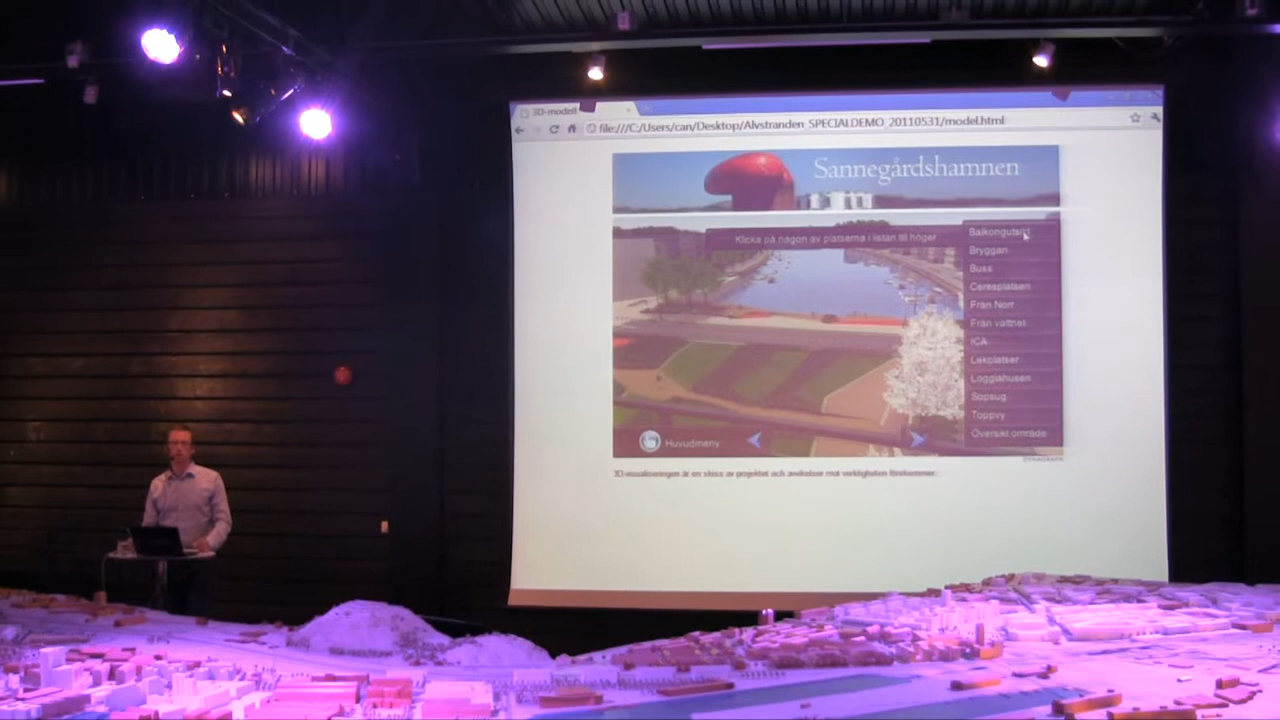 3D-modell
file:///C:/Users/can/Desktop/Alvstranden_SPECIALDEMO_20110531/model.html
Sannegårdshamnen
Klicka på någon av platserna i listan till höger
Balkongutsikt
Bryggan
Buss
Ceresplatsen
Från Norr
Från vattnet
ICA
Lekplatser
Loggiahusen
Sopsug
Toppvy
Översikt område
Huvudmeny
3D-visualiseringen är en skiss av projektet och avvikelser mot verkligheten förekommer.